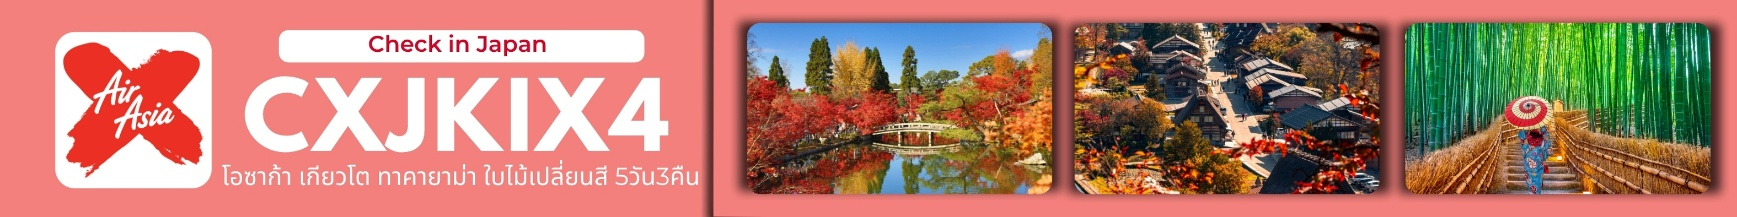 Air
Asia
Check in Japan
CXJKIX4
โอซาก้า เกียวโต ทาคายาม่า ใบไม้เปลี่ยนสี 5วัน3คืน